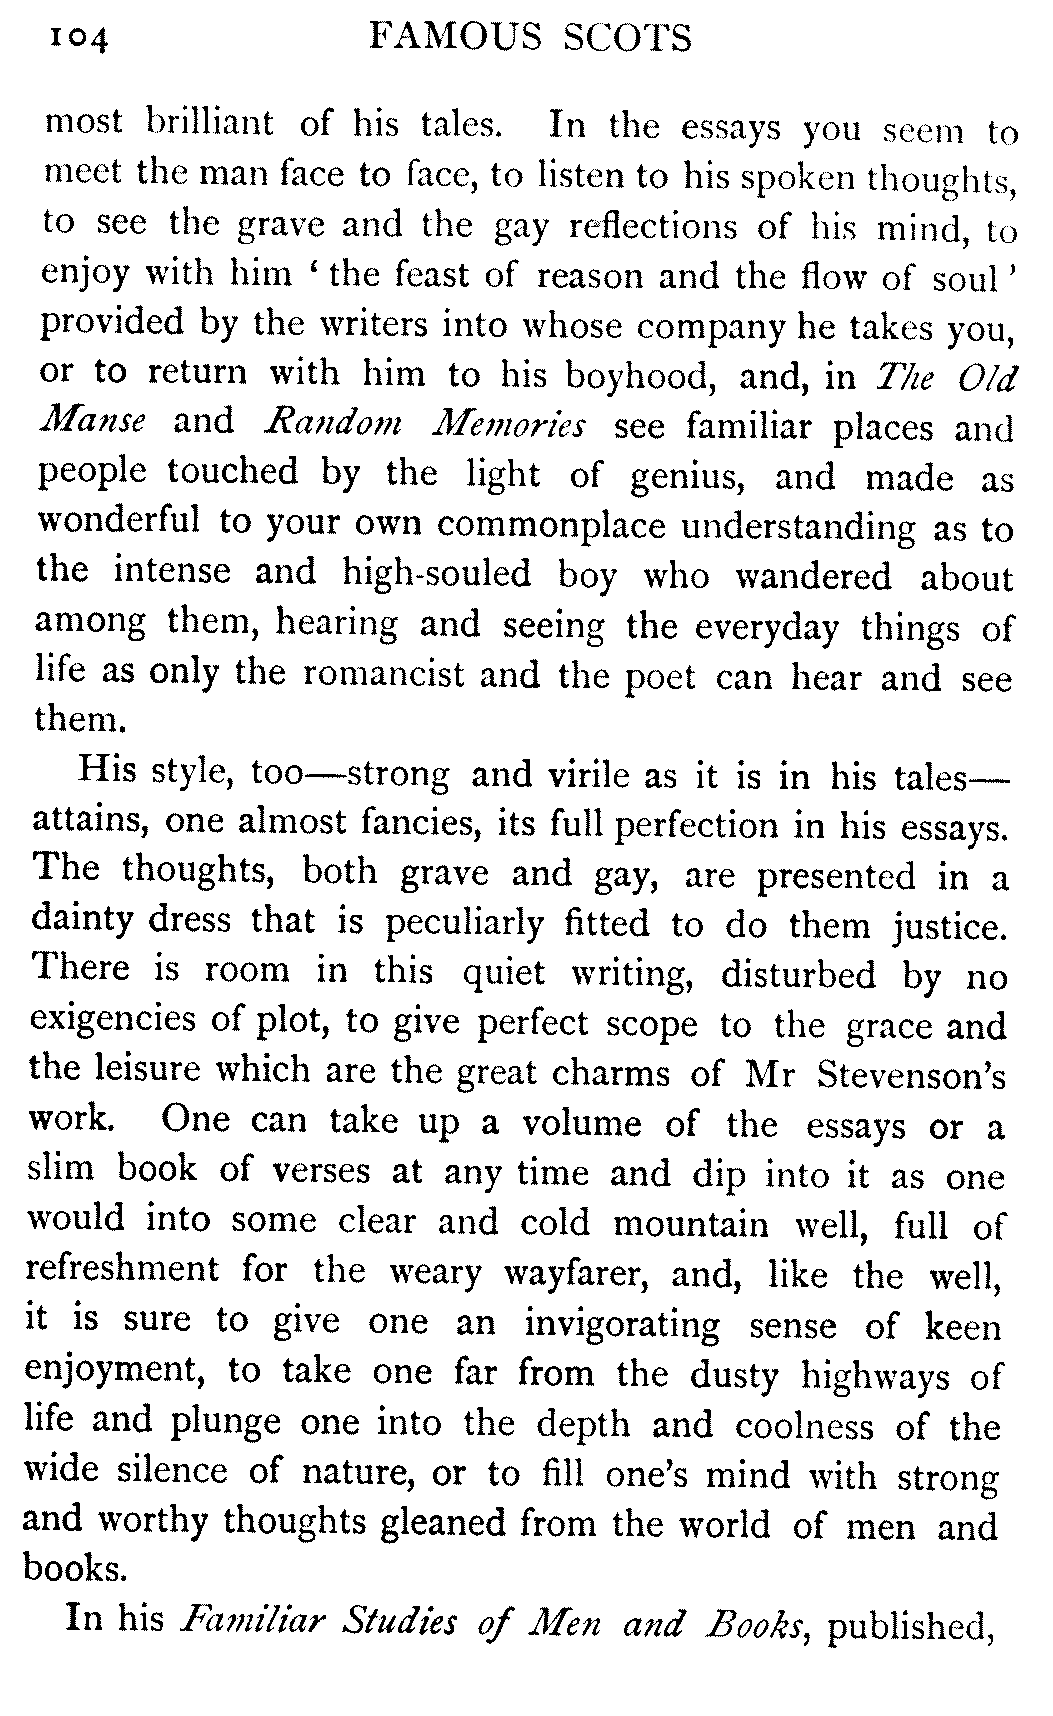 104 FAMOUS SCOTS
most brilliant of his tales. In the essays you seem to
meet the man face to face, to listen to his spoken thoughts,
to see the grave and the gay reflections of his mind, to
enjoy with him ‘ the feast of reason and the flow of soul ’
provided by the writers into whose company he takes you,
or to return with him to his boyhood, and, in The Old
Manse and Random Memories see familiar places and
people touched by the light of genius, and made as
wonderful to your own commonplace understanding as to
the intense and high-souled boy who wandered about
among them, hearing and seeing the everyday things of
life as only the romancist and the poet can hear and see
them.
His style, too—strong and virile as it is in his tales—
attains, one almost fancies, its full perfection in his essays.
The thoughts, both grave and gay, are presented in a
dainty dress that is peculiarly fitted to do them justice.
There is room in this quiet writing, disturbed by no
exigencies of plot, to give perfect scope to the grace and
the leisure which are the great charms of Mr Stevenson's
work. One can take up a volume of the essays or a
slim book of verses at any time and dip into it as one
would into some clear and cold mountain well, full of
refreshment for the weary wayfarer, and, like the well,
it is sure to give one an invigorating sense of keen
enjoyment, to take one far from the dusty highways of
life and plunge one into the depth and coolness of the
wide silence of nature, or to fill one's mind with strong
and worthy thoughts gleaned from the world of men and
books.
In his Familiar Studies of Men and Books, published,